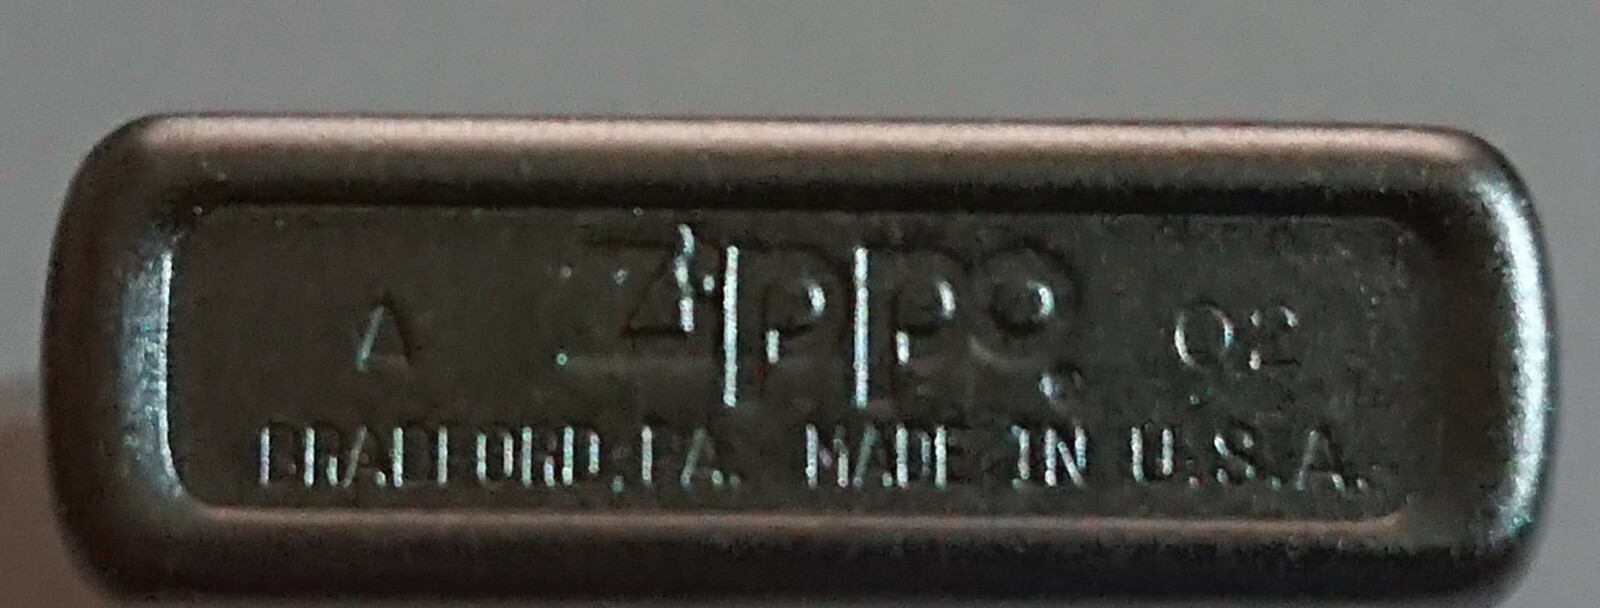 A Zippo 02
BRADFORD,PA. MADE IN U.S.A.